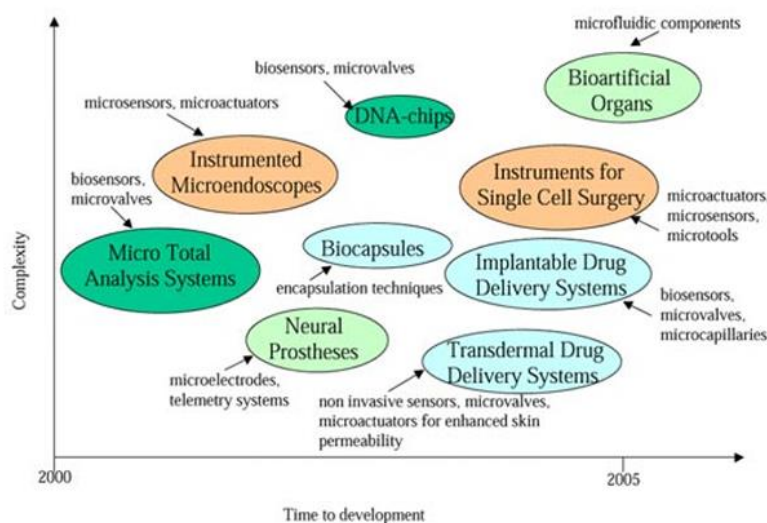 microfluidic components
Bioartificial
Organs
biosensors, microvalves
DNA-chips
microsensors, microactuators
Instrumented
Microendoscopes
Instruments for
Single Cell Surgery
microactuators
microsensors,
microtools
biosensors,
microvalves
Micro Total
Analysis Systems
Biocapsules
encapsulation techniques
Implantable Drug
Delivery Systems
biosensors,
microvalves,
microcapillaries
Neural
Prostheses
microelectrodes,
telemetry systems
Transdermal Drug
Delivery Systems
non invasive sensors, microvalves,
microactuators for enhanced skin
permeability
Complexity
2000
2005
Time to development